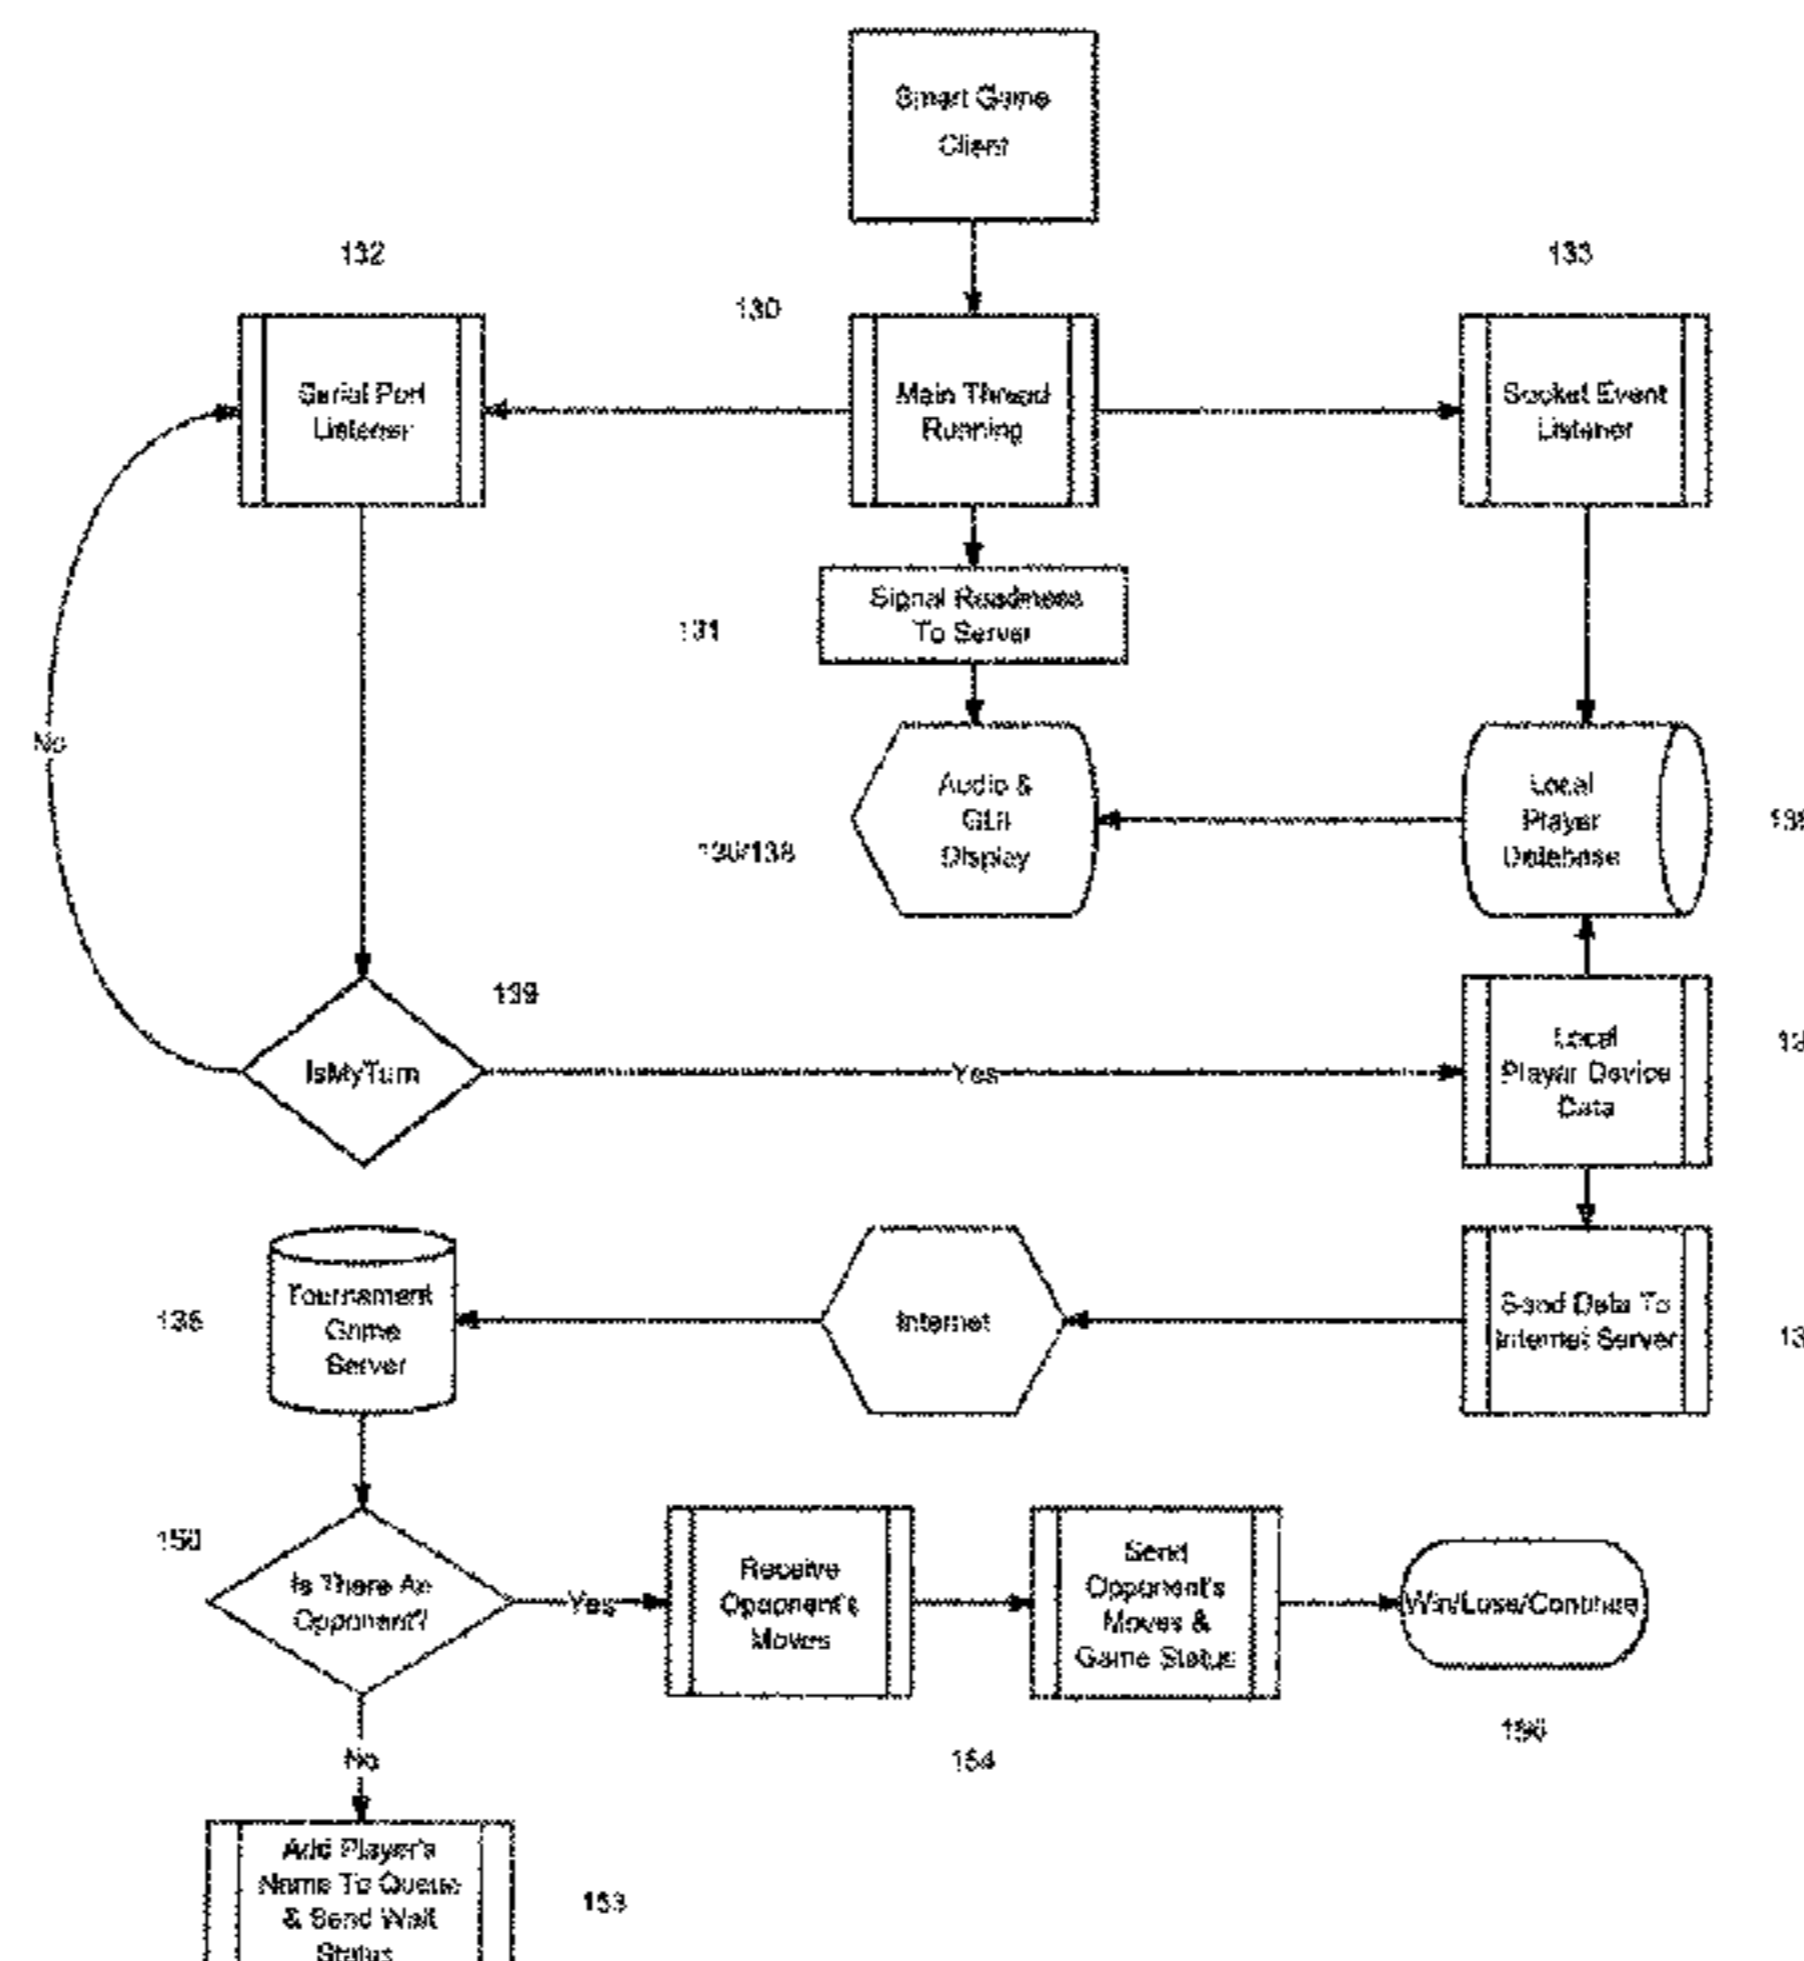 Smart Game
Client
132
133
130
Serial Port
Listener
Main Thread
Running
Socket Event
Listener
Signal Readiness
To Server
131
No
Audio &
GUI
Display
Local
Player
Database
139
IsMyTurn
Yes
Local
Player Device
Data
Tournament
Game
Server
Internet
Send Data To
Internet Server
150
Is There An
Opponent?
Yes
Receive
Opponent's
Moves
Send
Opponent's
Moves &
Game Status
Win/Lose/Continue
154
No
Add Player's
Name To Queue
& Send Wait
Status
153